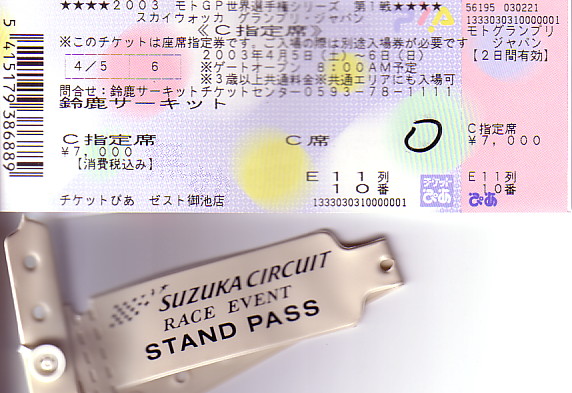 ★★★★2003 モトGP世界選手権シリーズ 第1戦★★★★
スカイウォッカ グランプリ・ジャパン
《C指定席》
※このチケットは座席指定券です。ご入場の際は別途入場券が必要です
4/5 6
2003年4月5日(土)~6日(日)
※ゲートオープン 8:00AM予定
※3歳以上共通料金※共通エリアにも入場可
問合せ:鈴鹿サーキットチケットセンター0593-78-1111
鈴鹿サーキット
C指定席
¥7,000
【消費税込み】
C席
E11列
10番
チケットぴあ ゼスト御池店
1333030310000001
チケットぴあ
5415179386889
56195 030221
1333030310000001
モトグランプリ
ジャパン
【2日間有効】
C指定席
¥7,000
E11列
10番
ぴあ
SUZUKA CIRCUIT
RACE EVENT
STAND PASS